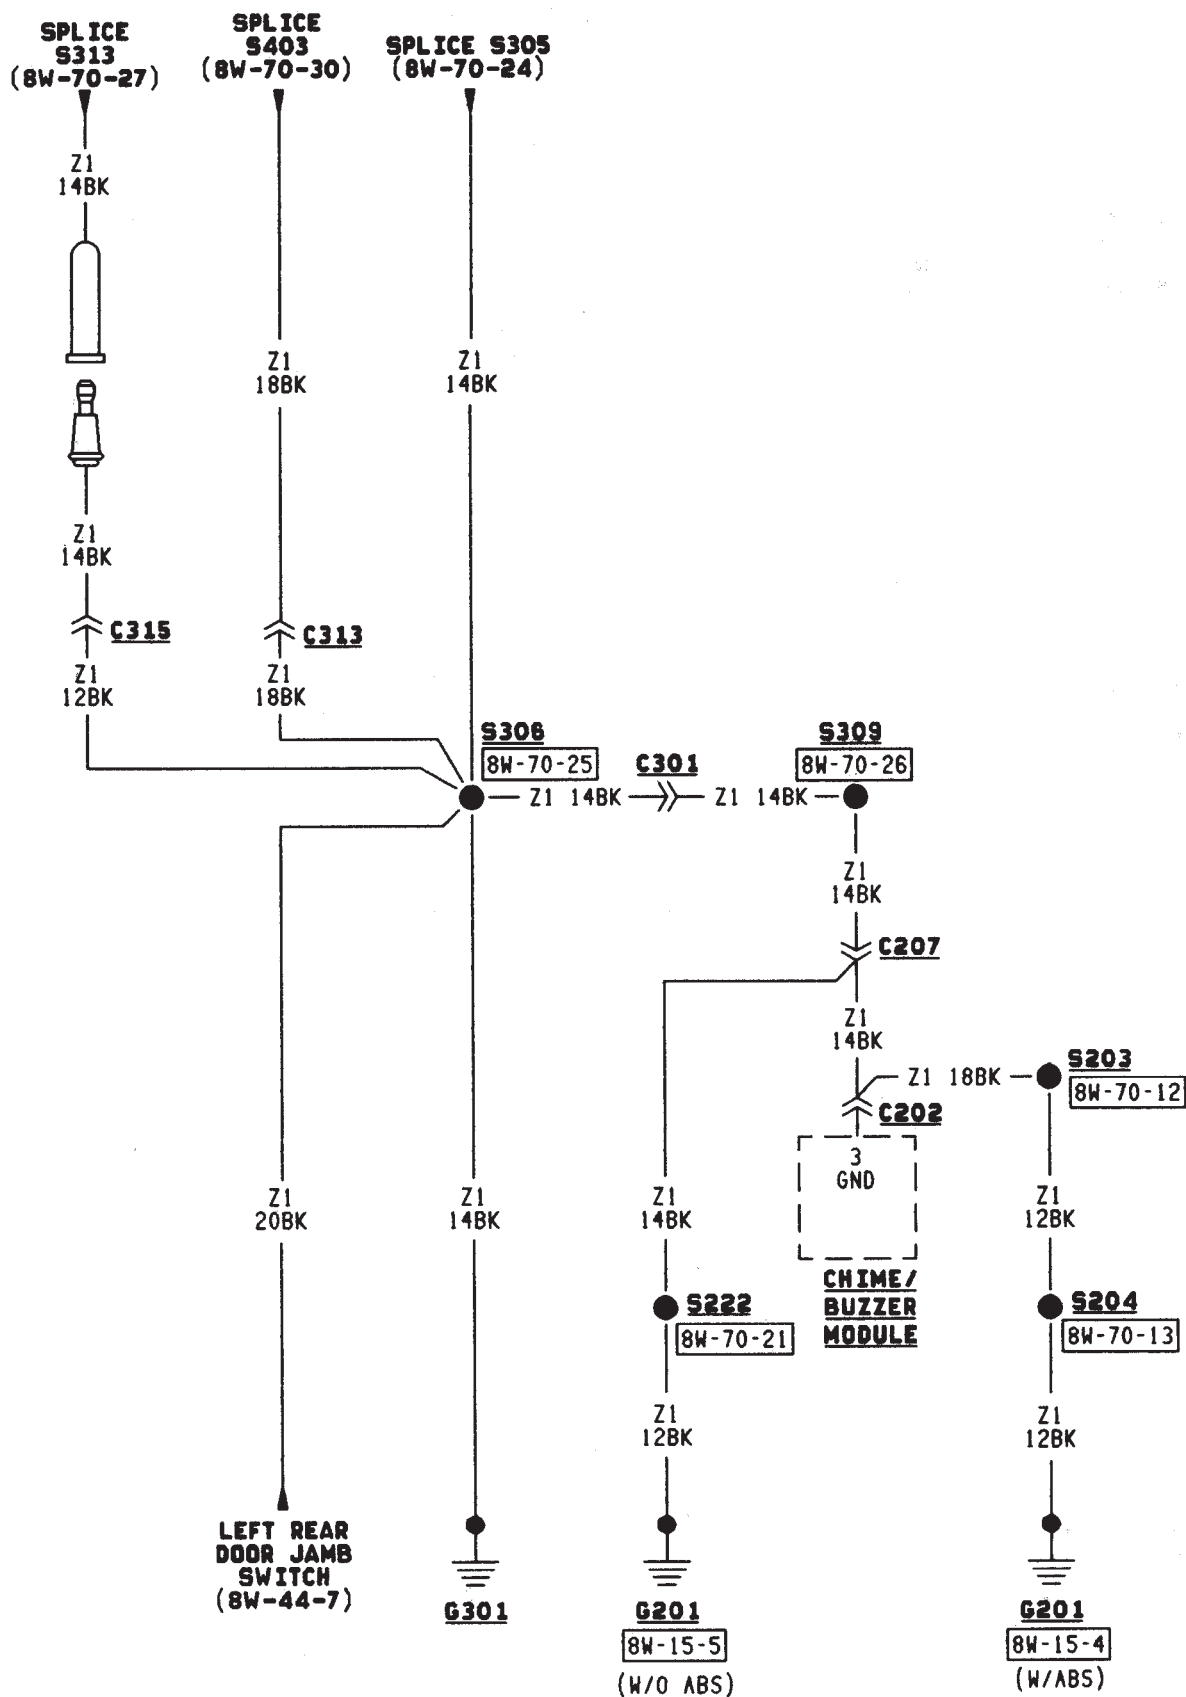 SPLICE
S313
(8W-70-27)
SPLICE
S403
(8W-70-30)
SPLICE S305
(8W-70-24)
Z1
14BK
Z1
18BK
Z1
14BK
Z1
14BK
C315
C313
Z1
12BK
Z1
18BK
S306
8W-70-25
C301
S309
8W-70-26
Z1 14BK
Z1 14BK
Z1
14BK
C207
Z1
14BK
Z1 18BK
S203
8W-70-12
C202
3
GND
Z1
20BK
Z1
14BK
Z1
14BK
Z1
12BK
CHIME/
BUZZER
MODULE
S222
8W-70-21
S204
8W-70-13
Z1
12BK
Z1
12BK
LEFT REAR
DOOR JAMB
SWITCH
(8W-44-7)
G301
G201
8W-15-5
(W/O ABS)
G201
8W-15-4
(W/ABS)